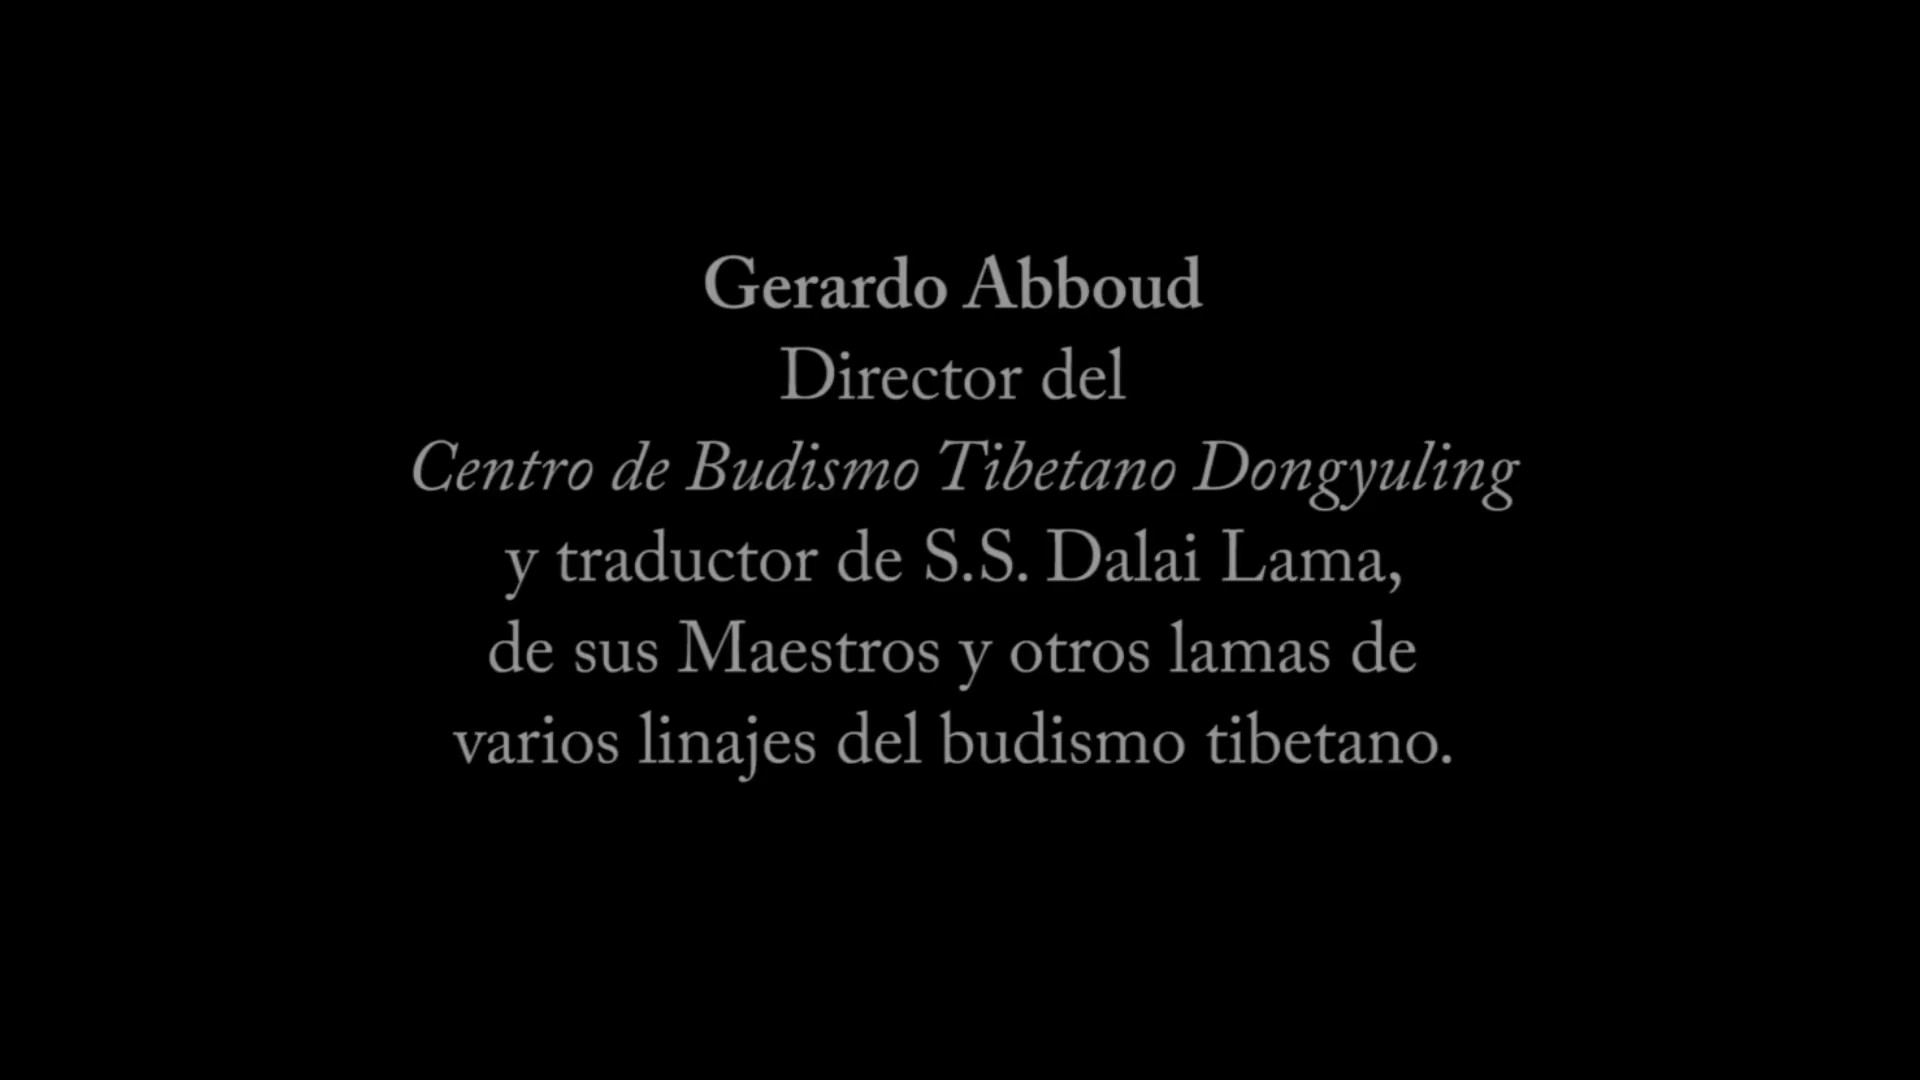 Gerardo Abboud
Director del
Centro de Budismo Tibetano Dongyuling
y traductor de S.S. Dalai Lama,
de sus Maestros y otros lamas de
varios linajes del budismo tibetano.